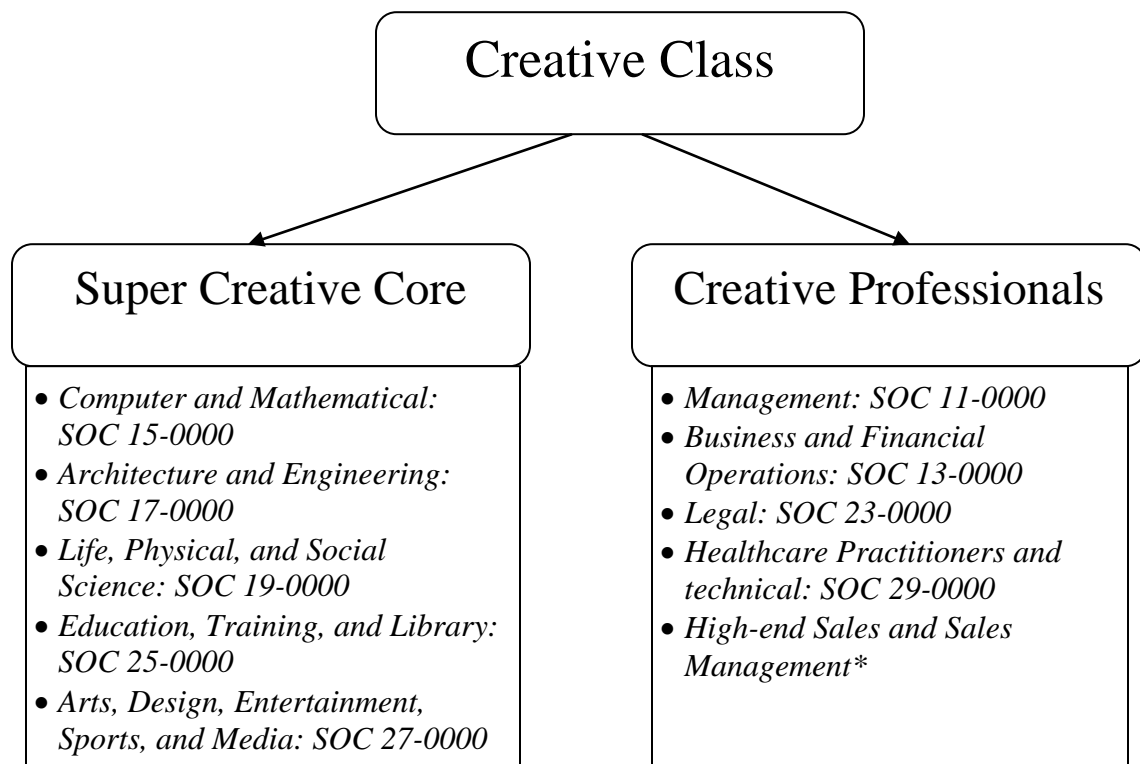 Creative Class
Super Creative Core
• Computer and Mathematical:
SOC 15-0000
• Architecture and Engineering:
SOC 17-0000
• Life, Physical, and Social
Science: SOC 19-0000
• Education, Training, and Library:
SOC 25-0000
• Arts, Design, Entertainment,
Sports, and Media: SOC 27-0000
Creative Professionals
• Management: SOC 11-0000
• Business and Financial
Operations: SOC 13-0000
• Legal: SOC 23-0000
• Healthcare Practitioners and
technical: SOC 29-0000
• High-end Sales and Sales
Management*